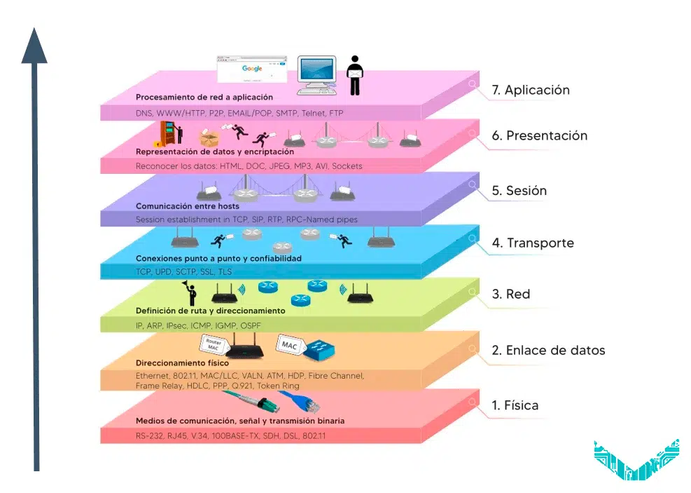 Google
Procesamiento de red a aplicación
DNS, WWW/HTTP, P2P, EMAIL/POP, SMTP, Telnet, FTP
7. Aplicación
Representación de datos y encriptación
Reconocer los datos: HTML, DOC, JPEG, MP3, AVI, Sockets
6. Presentación
Comunicación entre hosts
Session establishment in TCP, SIP, RTP, RPC-Named pipes
5. Sesión
Conexiones punto a punto y confiabilidad
TCP, UPD, SCTP, SSL, TLS
4. Transporte
Definición de ruta y direccionamiento
IP, ARP, IPsec. ICMP, IGMP, OSPF
3. Red
Router
MAC
MAC
Direccionamiento físico
Ethernet, 802.11, MAC/LLC, VALN, ATM, HDP, Fibre Channel,
Frame Relay, HDLC, PPP, Q.921, Token Ring
2. Enlace de datos
Medios de comunicación, señal y transmisión binaria
RS-232, RJ45, V.34, 100BASE-TX, SDH, DSL, 802.11
1. Física